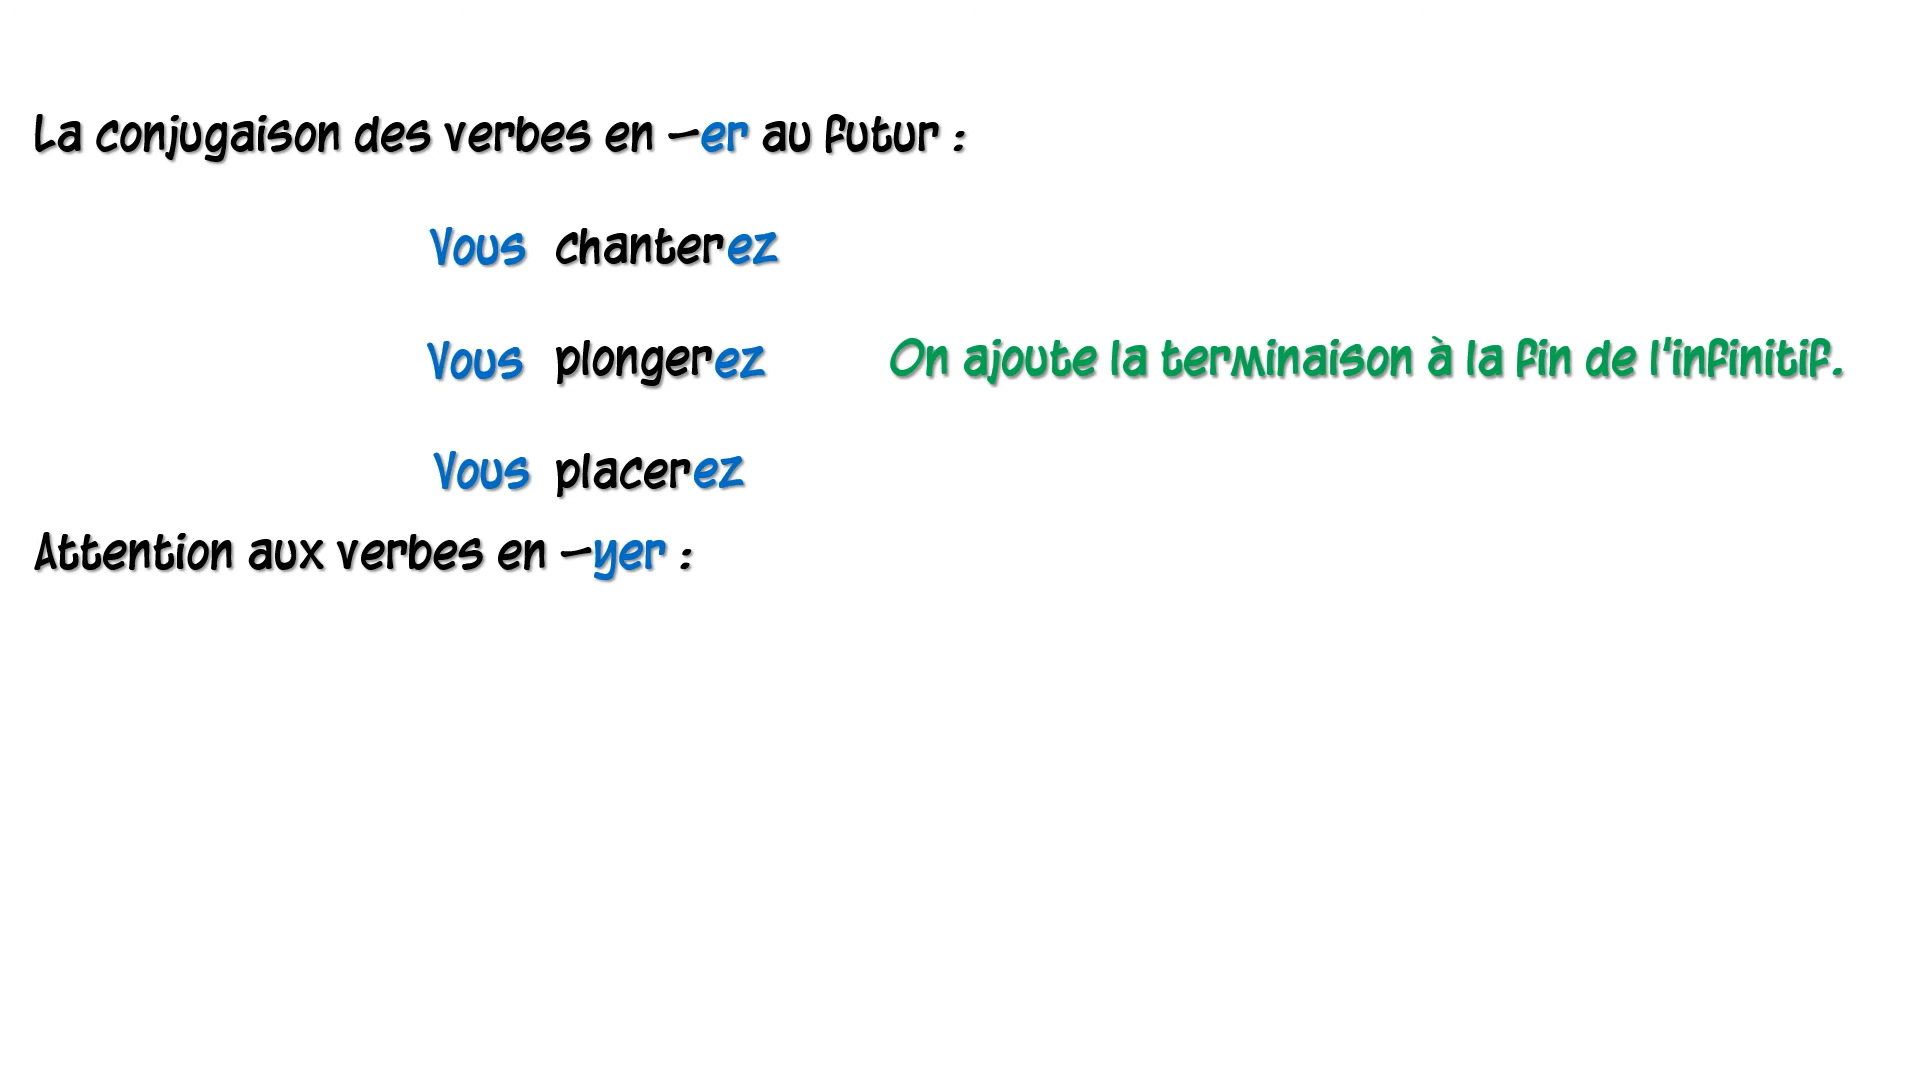 La conjugaison des verbes en –er au futur :
Vous chanterez
Vous plongerez On ajoute la terminaison à la fin de l'infinitif.
Vous placerez
Attention aux verbes en –yer :